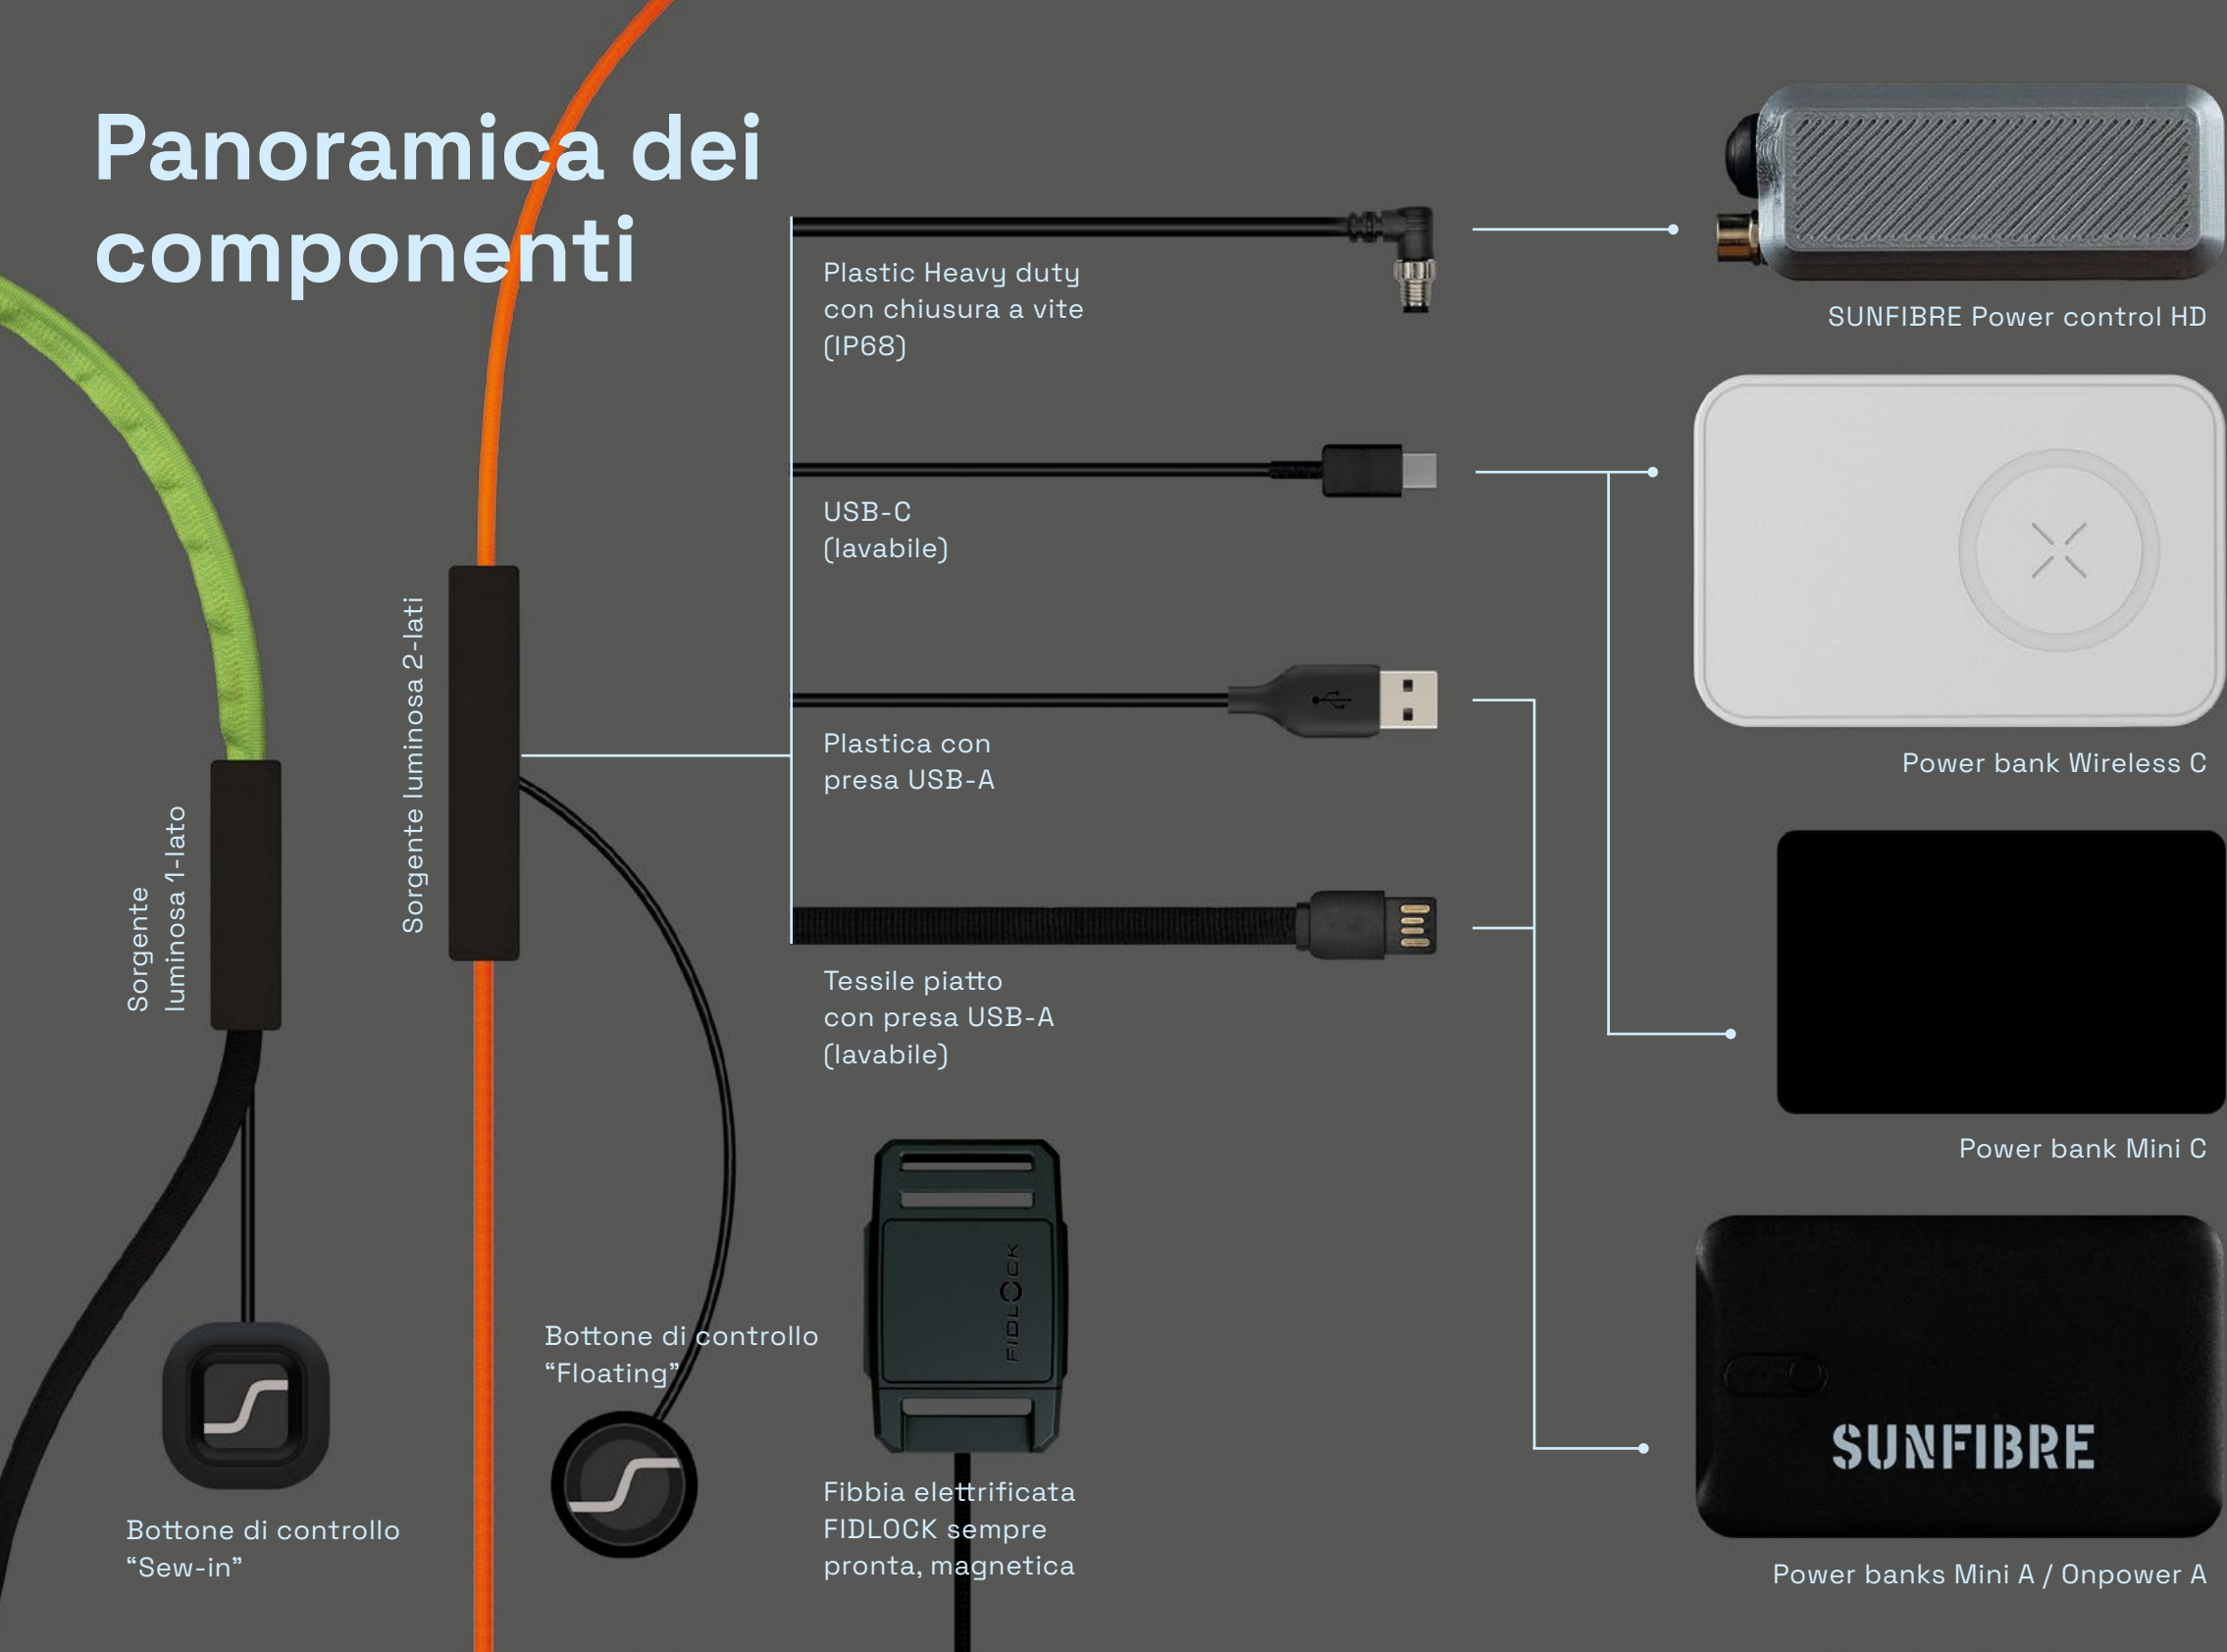 Panoramica dei
componenti
Plastic Heavy duty
con chiusura a vite
(IP68)
SUNFIBRE Power control HD
USB-C
(lavabile)
Sorgente luminosa 2-lati
Plastica con
presa USB-A
Power bank Wireless C
Sorgente
luminosa 1-lato
Tessile piatto
con presa USB-A
(lavabile)
Power bank Mini C
FIDLOCK
Bottone di controllo
“Floating”
SUNFIBRE
Fibbia elettrificata
FIDLOCK sempre
pronta, magnetica
Bottone di controllo
“Sew-in”
Power banks Mini A / Onpower A